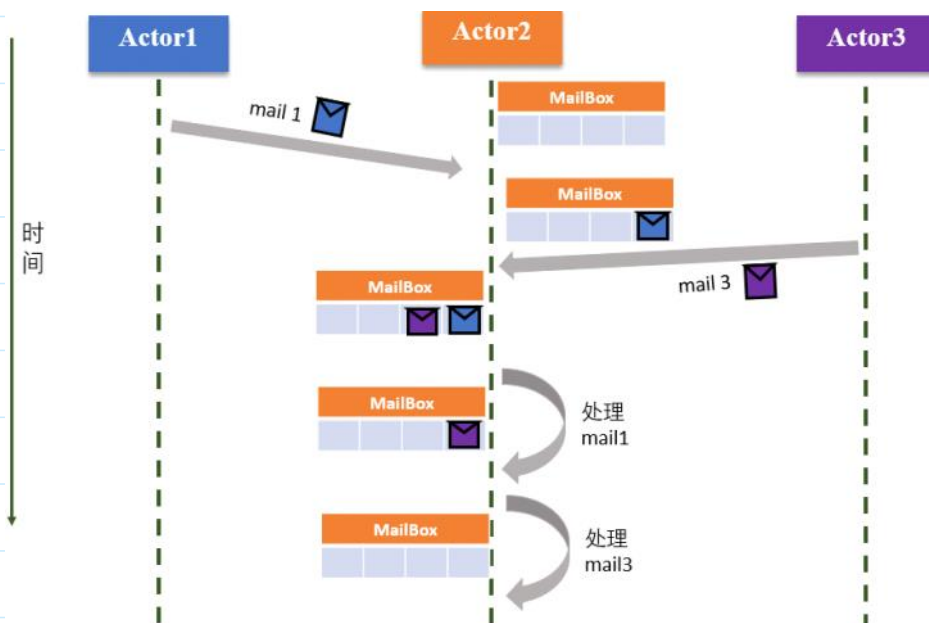 Actor1
Actor2
Actor3
mail 1
MailBox
MailBox
时
间
mail 3
MailBox
MailBox
处理
mail1
MailBox
处理
mail3